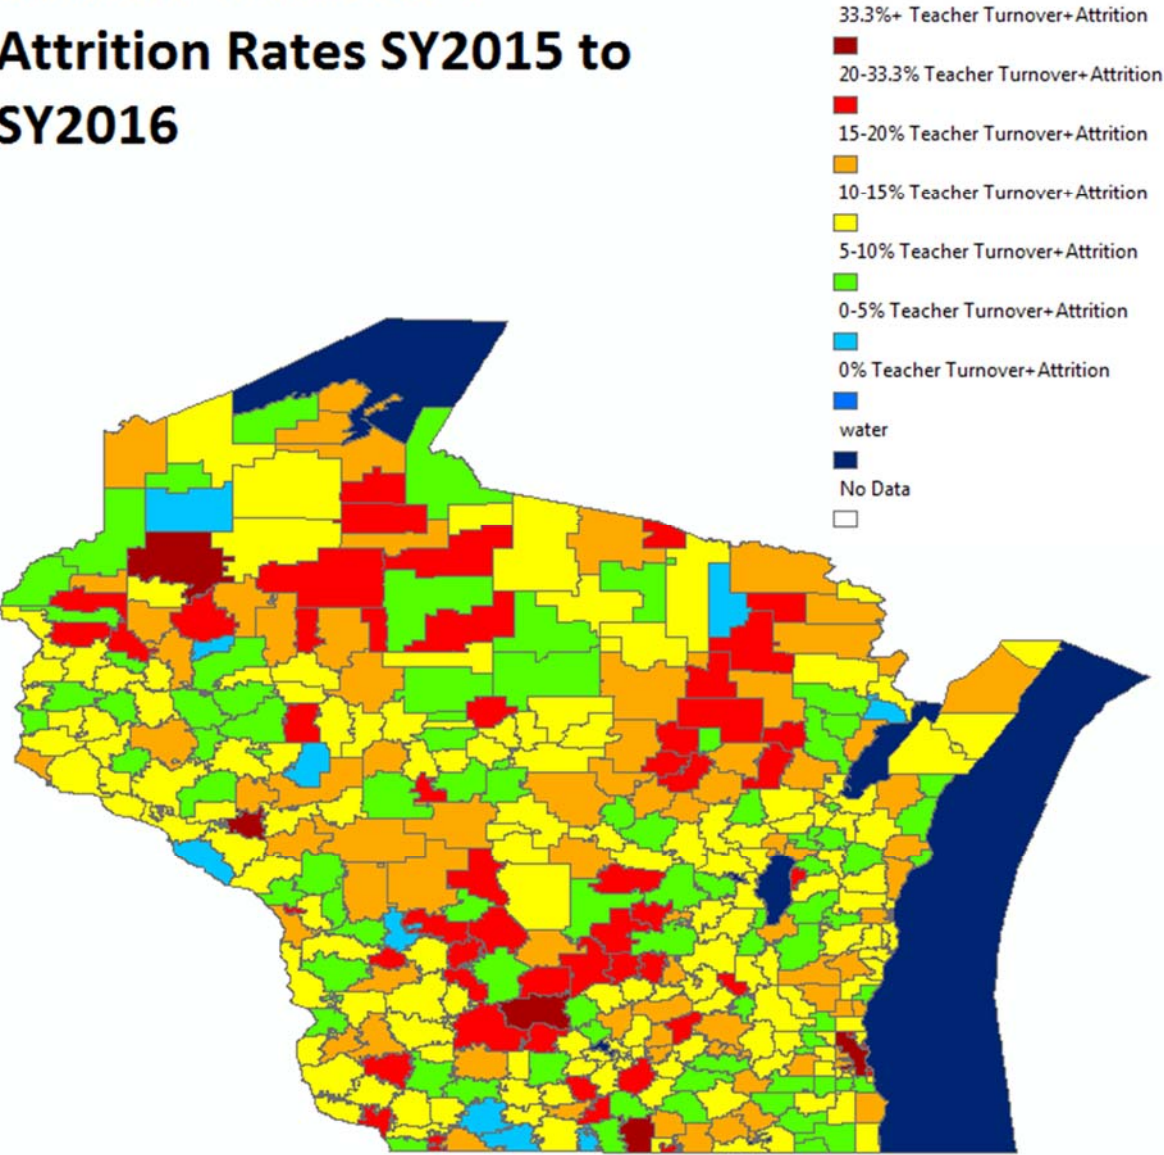 Attrition Rates SY2015 to
SY2016
33.3%+ Teacher Turnover+Attrition
20-33.3% Teacher Turnover+Attrition
15-20% Teacher Turnover+Attrition
10-15% Teacher Turnover+Attrition
5-10% Teacher Turnover+Attrition
0-5% Teacher Turnover+Attrition
0% Teacher Turnover+Attrition
water
No Data